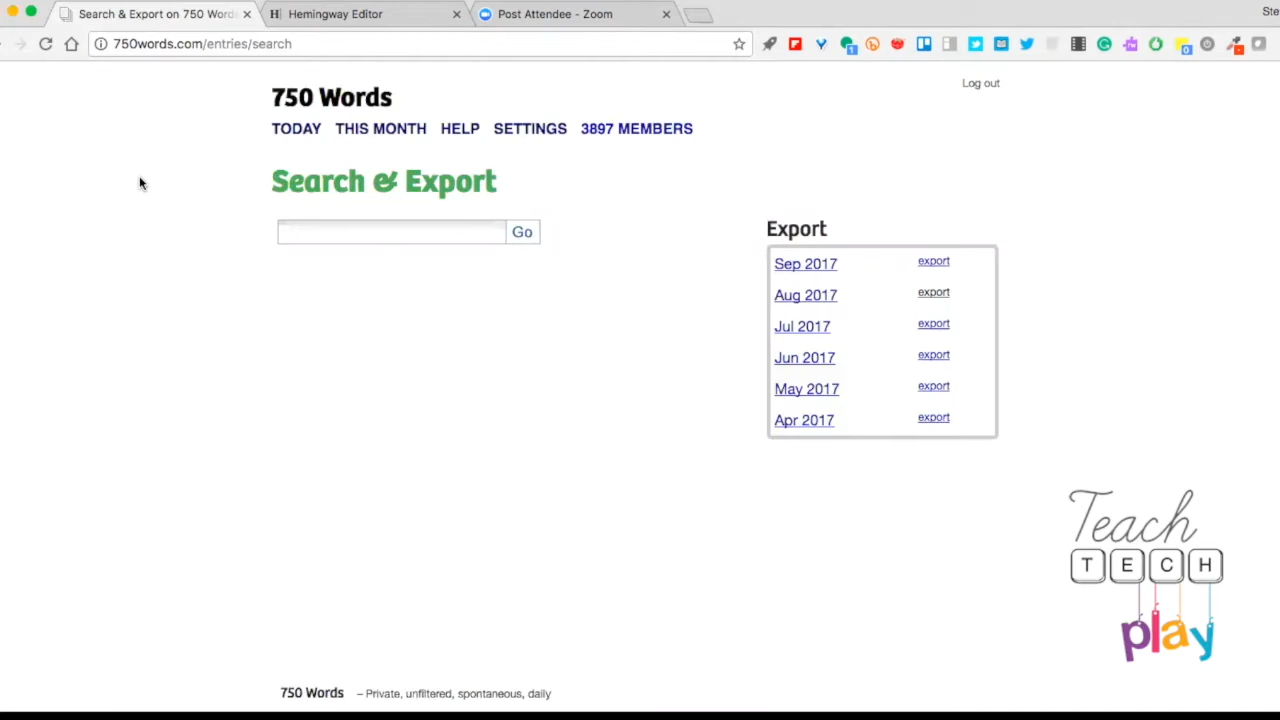 Search & Export on 750 Words
Hemingway Editor
Post Attendee - Zoom
Ste
750words.com/entries/search
Log out
750 Words
TODAY THIS MONTH HELP SETTINGS 3897 MEMBERS
Search & Export
Go
Export
Sep 2017 export
Aug 2017 export
Jul 2017 export
Jun 2017 export
May 2017 export
Apr 2017 export
Teach
TECH
play
750 Words – Private, unfiltered, spontaneous, daily